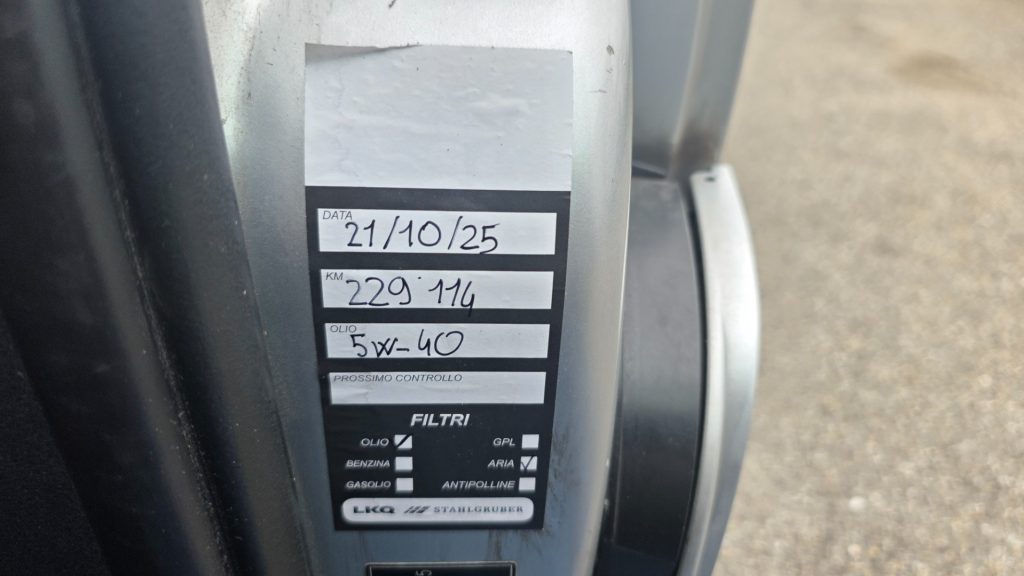 DATA
21/10/25
KM
229'114
OLIO
5W-40
PROSSIMO CONTROLLO
FILTRI
OLIO GPL
BENZINA ARIA
GASOLIO ANTIPOLLINE
LKQ STAHLGRUBER